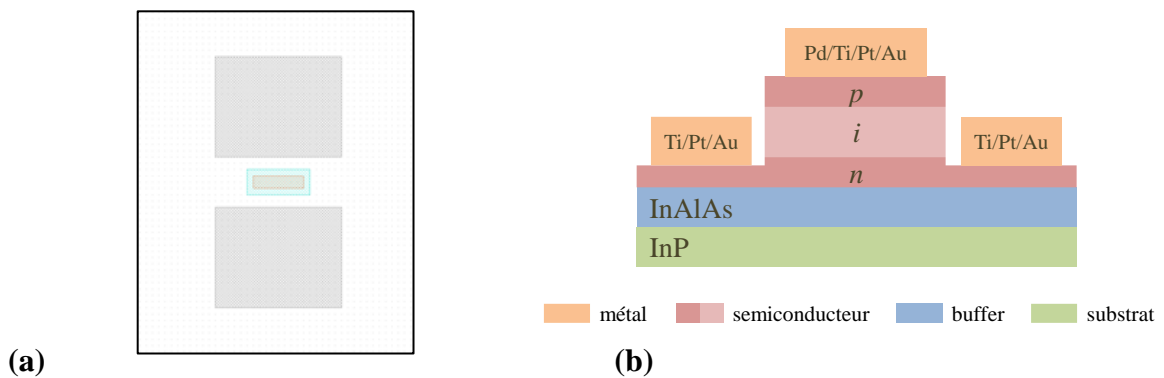 Pd/Ti/Pt/Au
p
i
Ti/Pt/Au
Ti/Pt/Au
n
InAlAs
InP
métal
semiconducteur
buffer
substrat
(a)
(b)